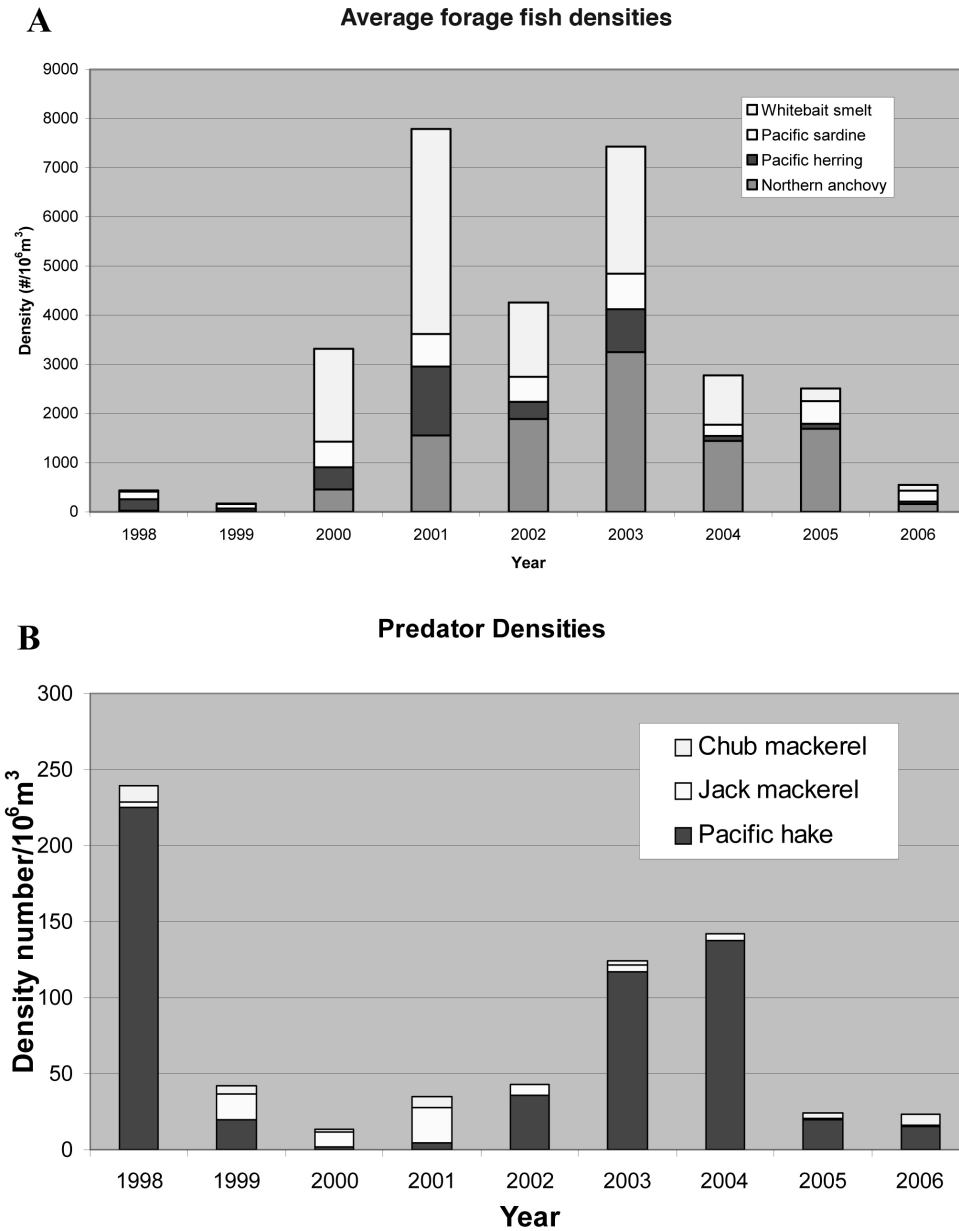 A
Average forage fish densities
Density (#/10⁶m³)
9000
8000
7000
6000
5000
4000
3000
2000
1000
0
Whitebait smelt
Pacific sardine
Pacific herring
Northern anchovy
1998 1999 2000 2001 2002 2003 2004 2005 2006
Year
B
Predator Densities
Density number/10⁶m³
300
250
200
150
100
50
0
Chub mackerel
Jack mackerel
Pacific hake
1998 1999 2000 2001 2002 2003 2004 2005 2006
Year